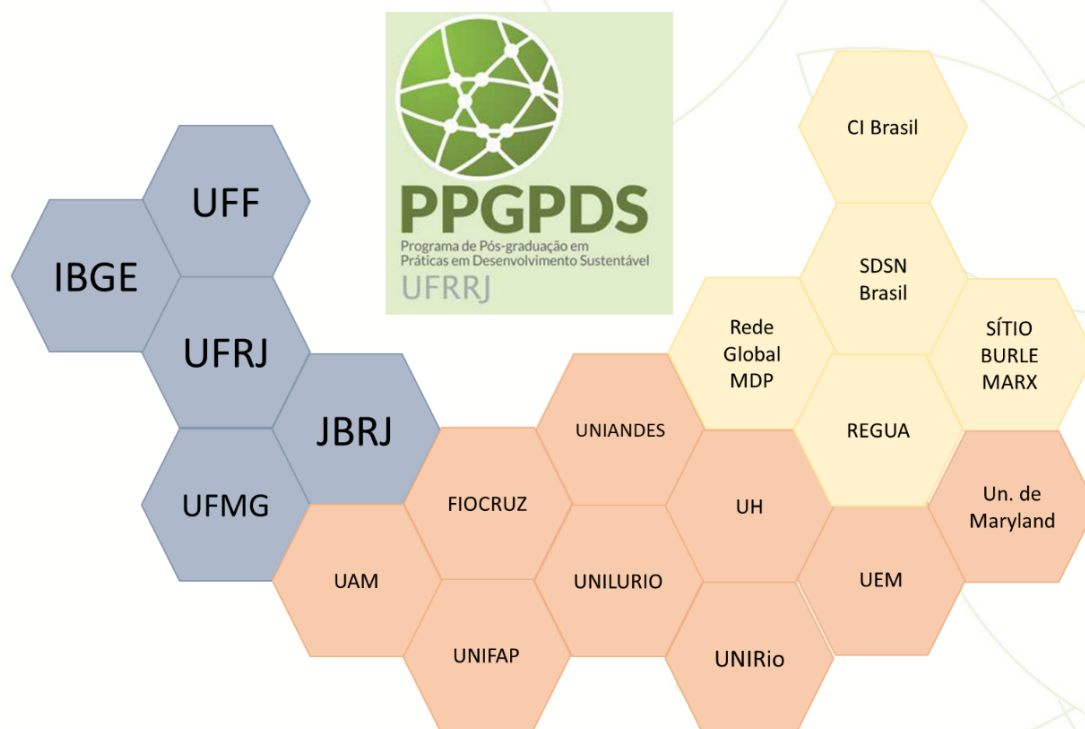 PPGPDS
Programa de Pós-graduação em
Práticas em Desenvolvimento Sustentável
UFRRJ
UFF
IBGE
UFRJ
JBRJ
UFMG
CI Brasil
SDSN
Brasil
Rede
Global
MDP
SÍTIO
BURLE
MARX
REGUA
UNIANDES
FIOCRUZ
UH
Un. de
Maryland
UAM
UNILURIO
UEM
UNIFAP
UNIRio